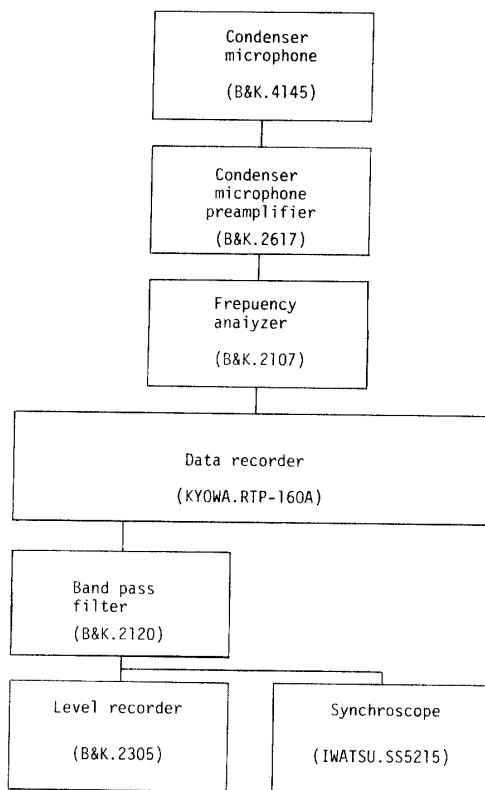 Condenser
microphone
(B&K.4145)
Condenser
microphone
preamplifier
(B&K.2617)
Frepuency
anaiyzer
(B&K.2107)
Data recorder
(KYOWA.RTP-160A)
Band pass
filter
(B&K.2120)
Level recorder
(B&K.2305)
Synchroscope
(IWATSU.SS5215)